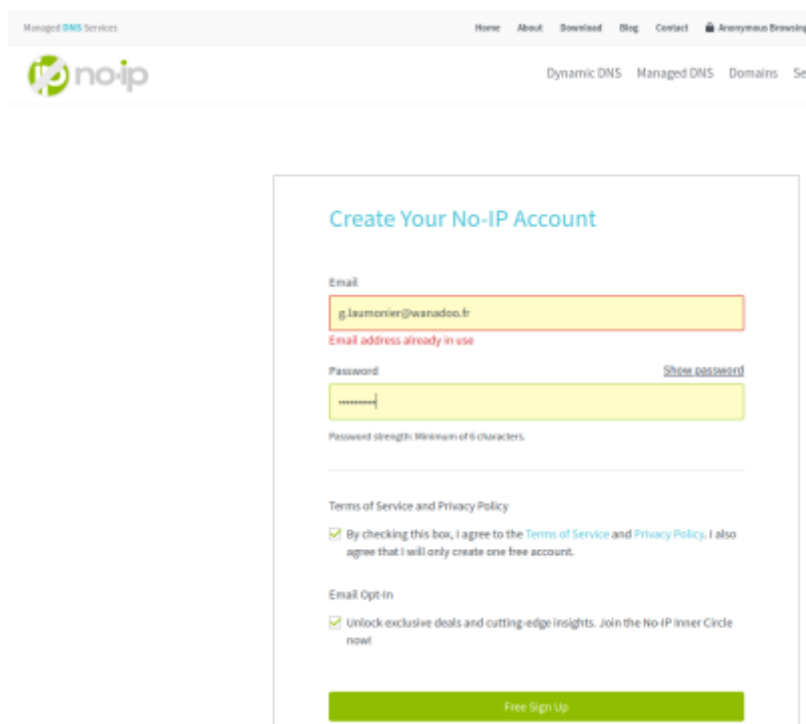 Managed DNS Services
Home About Download Blog Contact Anonymous Browsing
no-ip
Dynamic DNS Managed DNS Domains
Create Your No-IP Account
Email
g.laumonier@wanadoo.fr
Email address already in use
Password Show password
Password strength: Minimum of 6 characters.
Terms of Service and Privacy Policy
By checking this box, I agree to the Terms of Service and Privacy Policy. I also
agree that I will only create one free account.
Email Opt-In
Unlock exclusive deals and cutting-edge insights. Join the No-IP Inner Circle
now!
Free Sign Up